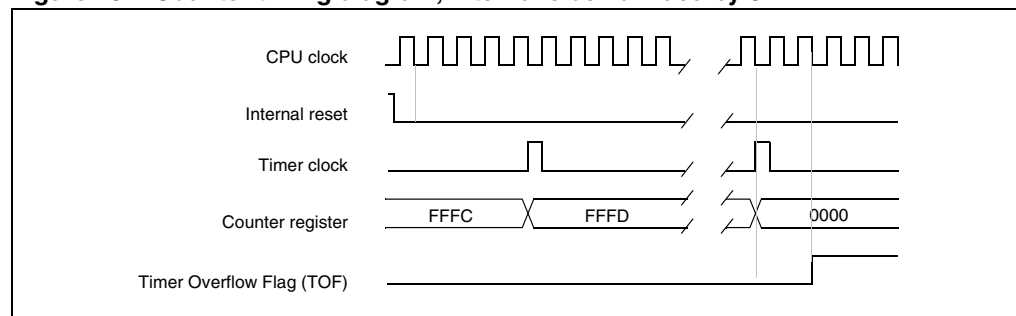 CPU clock
Internal reset
Timer clock
Counter register FFFC FFFD 0000
Timer Overflow Flag (TOF)